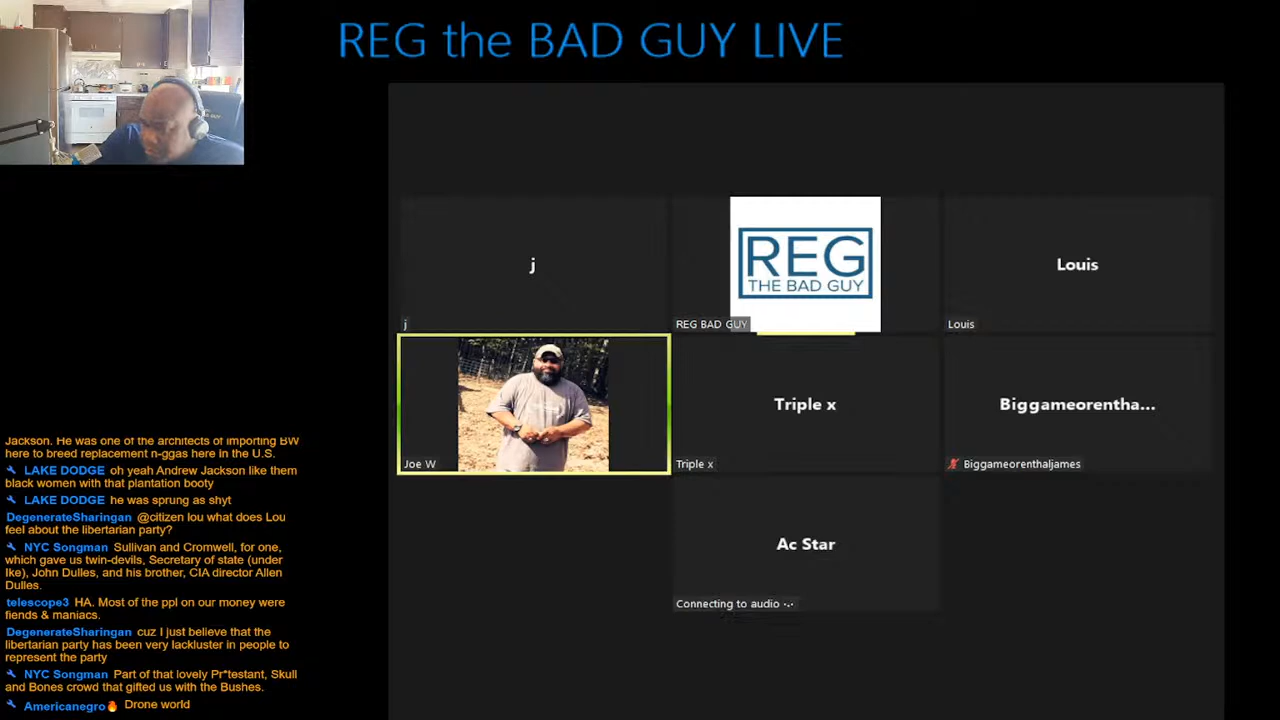 REG the BAD GUY LIVE
j
j
REG
THE BAD GUY
REG BAD GUY
Louis
Louis
Joe W
Triple x
Triple x
Biggameorentha...
Biggameorenthaljames
Ac Star
Connecting to audio
Jackson. He was one of the architects of importing BW
here to breed replacement n-ggas here in the U.S.
LAKE DODGE oh yeah Andrew Jackson like them
black women with that plantation booty
LAKE DODGE he was sprung as shyt
DegenerateSharingan @citizen lou what does Lou
feel about the libertarian party?
NYC Songman Sullivan and Cromwell, for one,
which gave us twin-devils, Secretary of state (under
Ike), John Dulles, and his brother, CIA director Allen
Dulles.
telescope3 HA. Most of the ppl on our money were
fiends & maniacs.
DegenerateSharingan cuz I just believe that the
libertarian party has been very lackluster in people to
represent the party
NYC Songman Part of that lovely Pr*testant, Skull
and Bones crowd that gifted us with the Bushes.
Americanegro🔥 Drone world